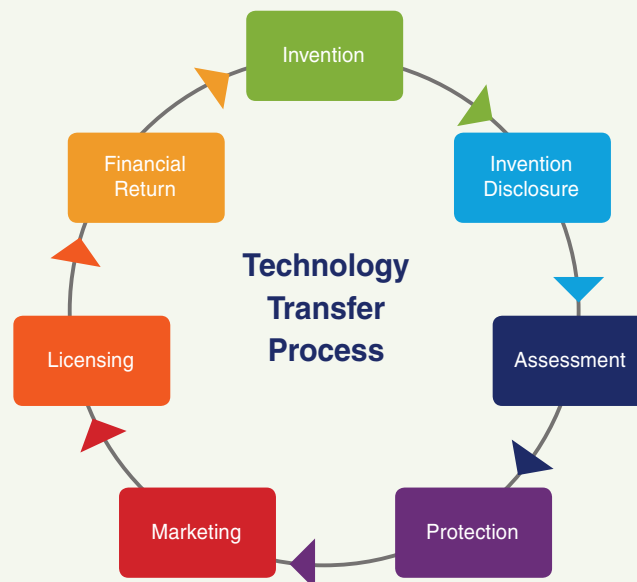 Invention
Invention
Disclosure
Assessment
Protection
Marketing
Licensing
Financial
Return
Technology
Transfer
Process